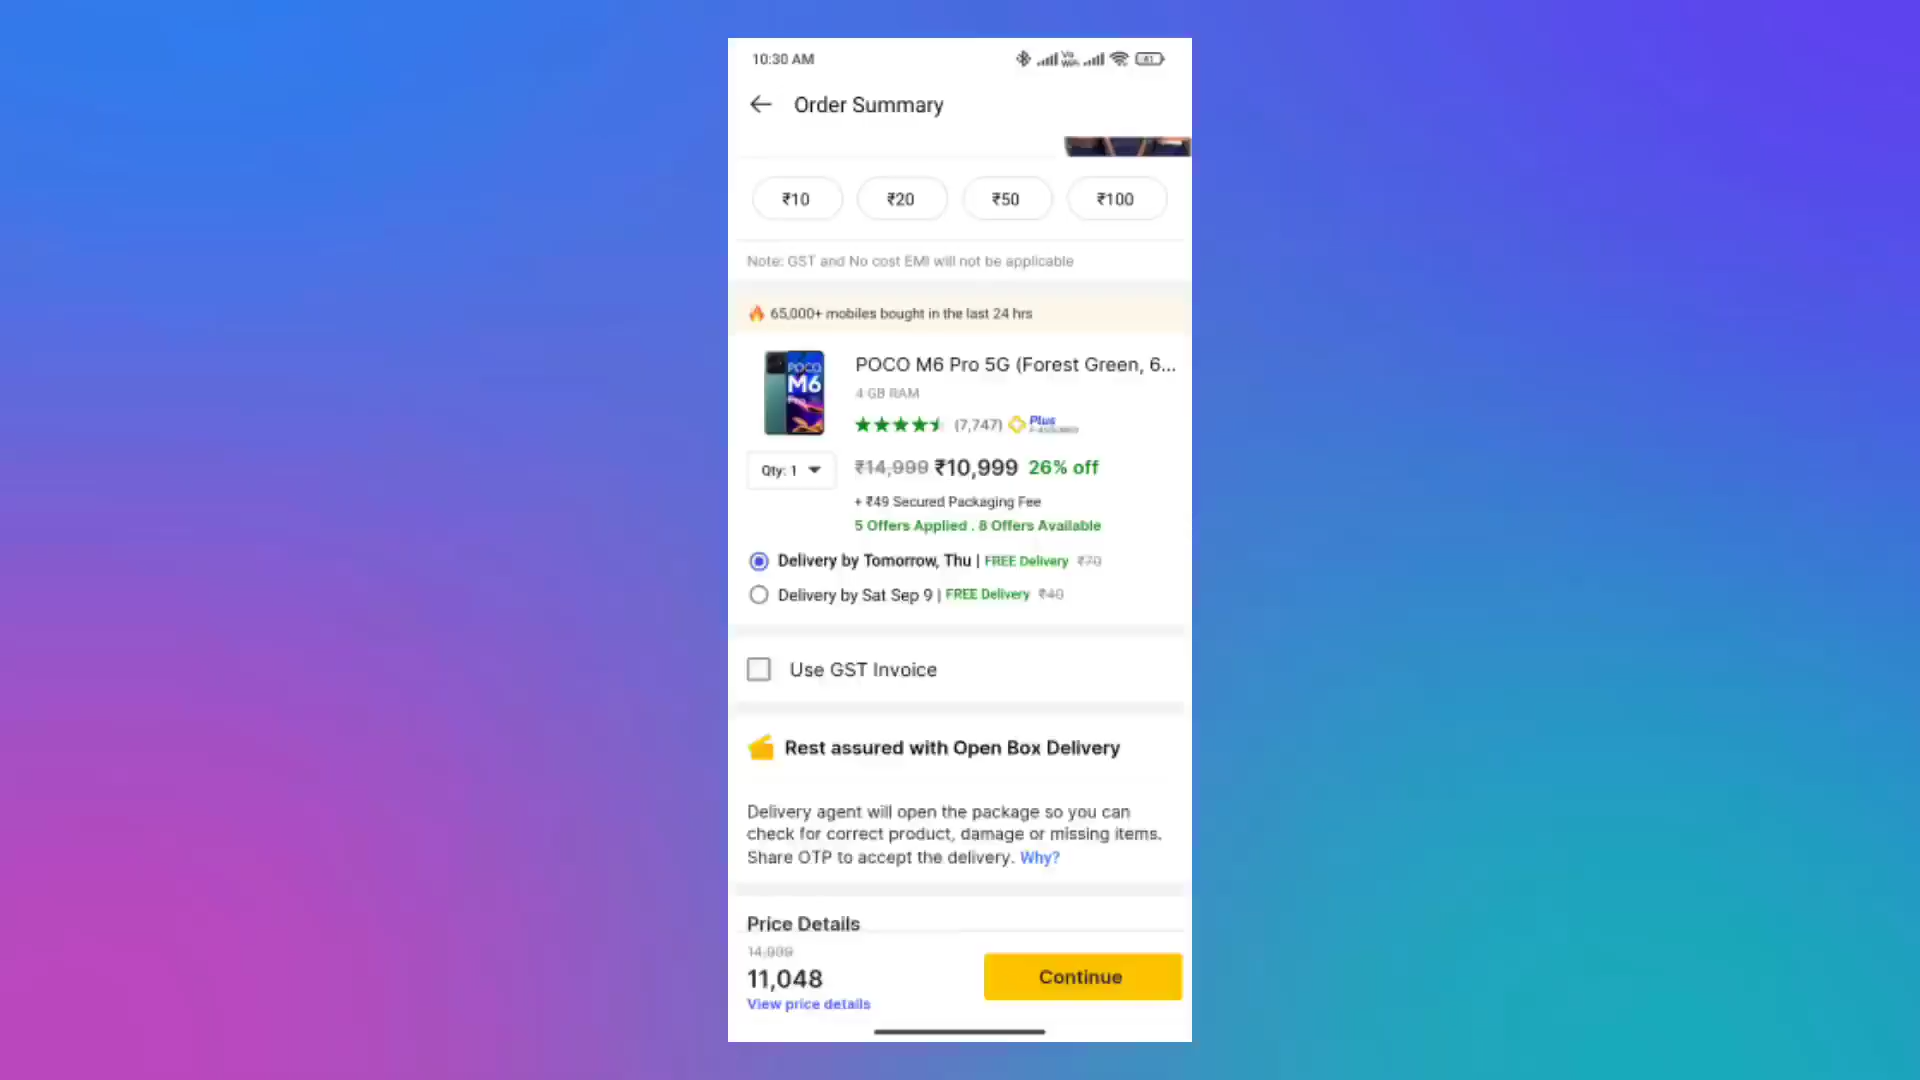 10:30 AM
Order Summary
₹10 ₹20 ₹50 ₹100
Note: GST and No cost EMI will not be applicable
65,000+ mobiles bought in the last 24 hrs
POCO M6 Pro 5G (Forest Green, 6...
4 GB RAM
POCO
M6
Pro
(7,747) Plus
Qty: 1
₹14,999 ₹10,999 26% off
+ ₹49 Secured Packaging Fee
5 Offers Applied . 8 Offers Available
Delivery by Tomorrow, Thu | FREE Delivery ₹70
Delivery by Sat Sep 9 | FREE Delivery ₹40
Use GST Invoice
Rest assured with Open Box Delivery
Delivery agent will open the package so you can
check for correct product, damage or missing items.
Share OTP to accept the delivery. Why?
Price Details
14,999
11,048
View price details
Continue